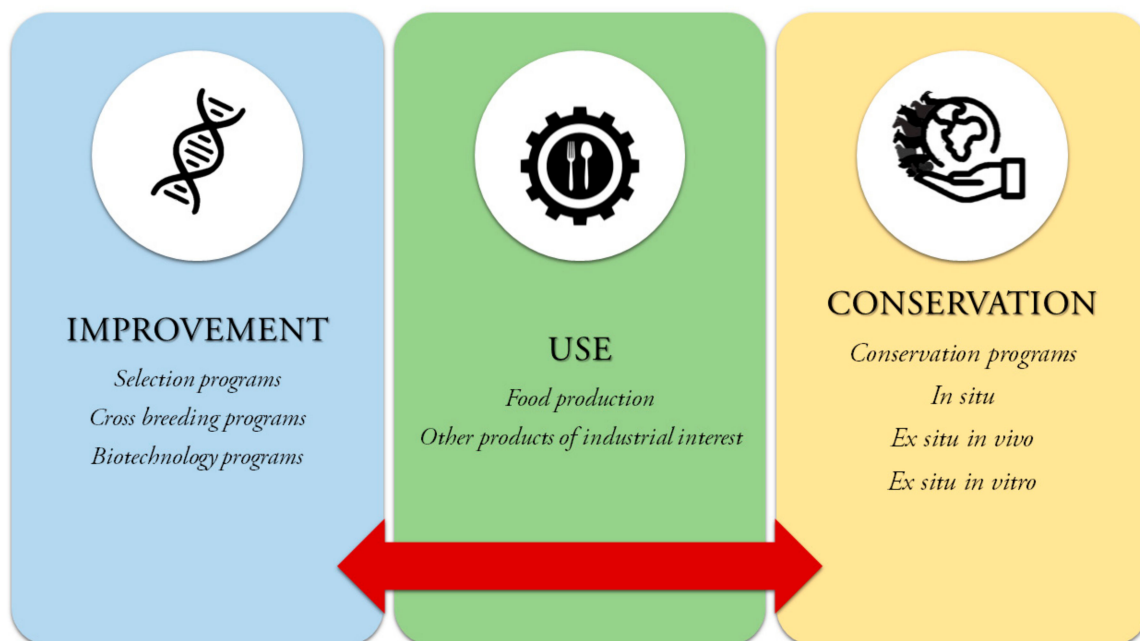 IMPROVEMENT
Selection programs
Cross breeding programs
Biotechnology programs
USE
Food production
Other products of industrial interest
CONSERVATION
Conservation programs
In situ
Ex situ in vivo
Ex situ in vitro